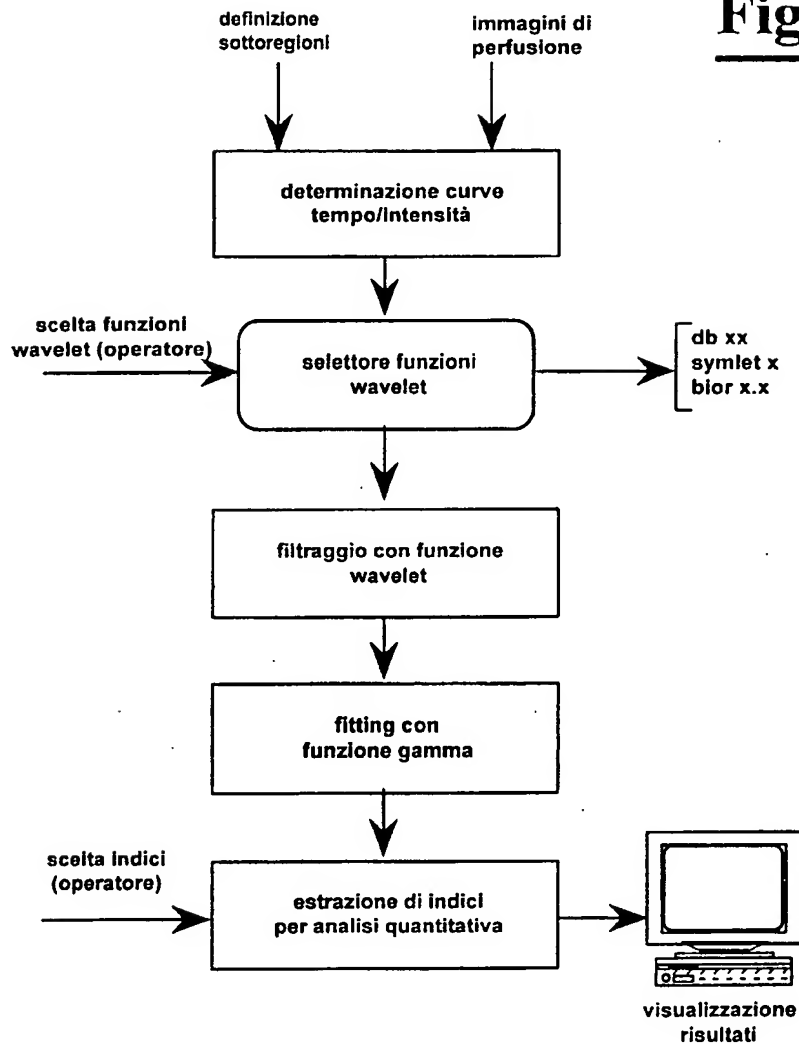 Fig
definizione
sottoregioni
immagini di
perfusione
determinazione curve
tempo/intensità
scelta funzioni
wavelet (operatore)
selettore funzioni
wavelet
db xx
symlet x
bior x.x
filtraggio con funzione
wavelet
fitting con
funzione gamma
scelta indici
(operatore)
estrazione di indici
per analisi quantitativa
visualizzazione
risultati